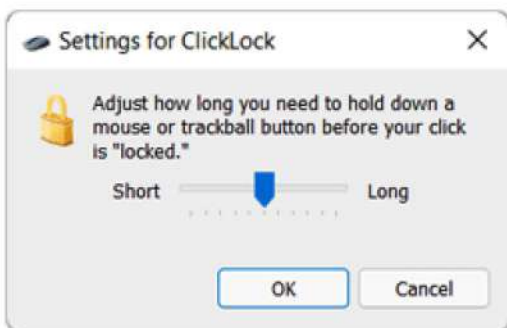 Settings for ClickLock
Adjust how long you need to hold down a
mouse or trackball button before your click
is "locked."
Short Long
OK Cancel